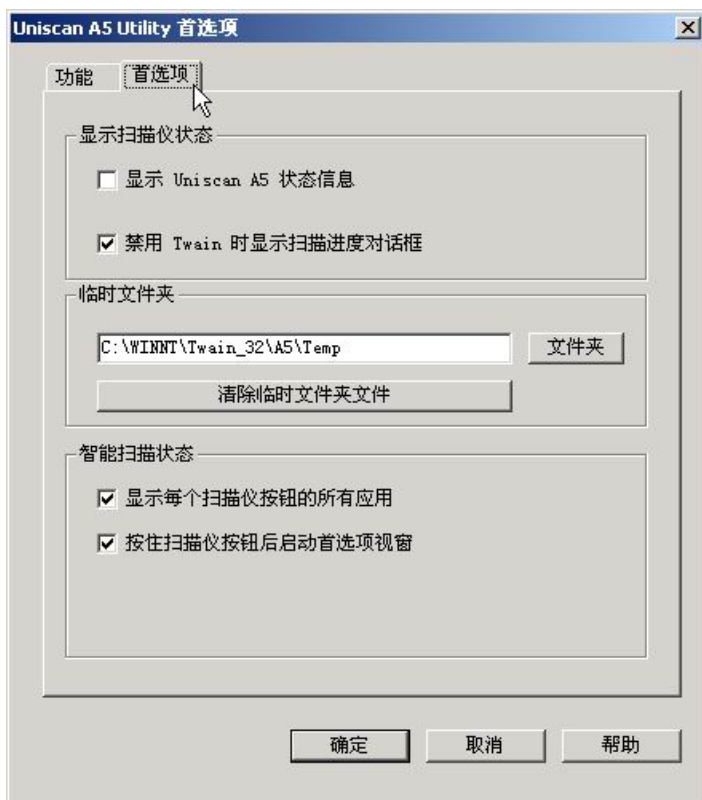 Uniscan A5 Utility 首选项
功能 首选项
显示扫描仪状态
显示 Uniscan A5 状态信息
禁用 Twain 时显示扫描进度对话框
临时文件夹
C:\WINNT\Twain_32\A5\Temp 文件夹
清除临时文件夹文件
智能扫描状态
显示每个扫描仪按钮的所有应用
按住扫描仪按钮后启动首选项视窗
确定 取消 帮助